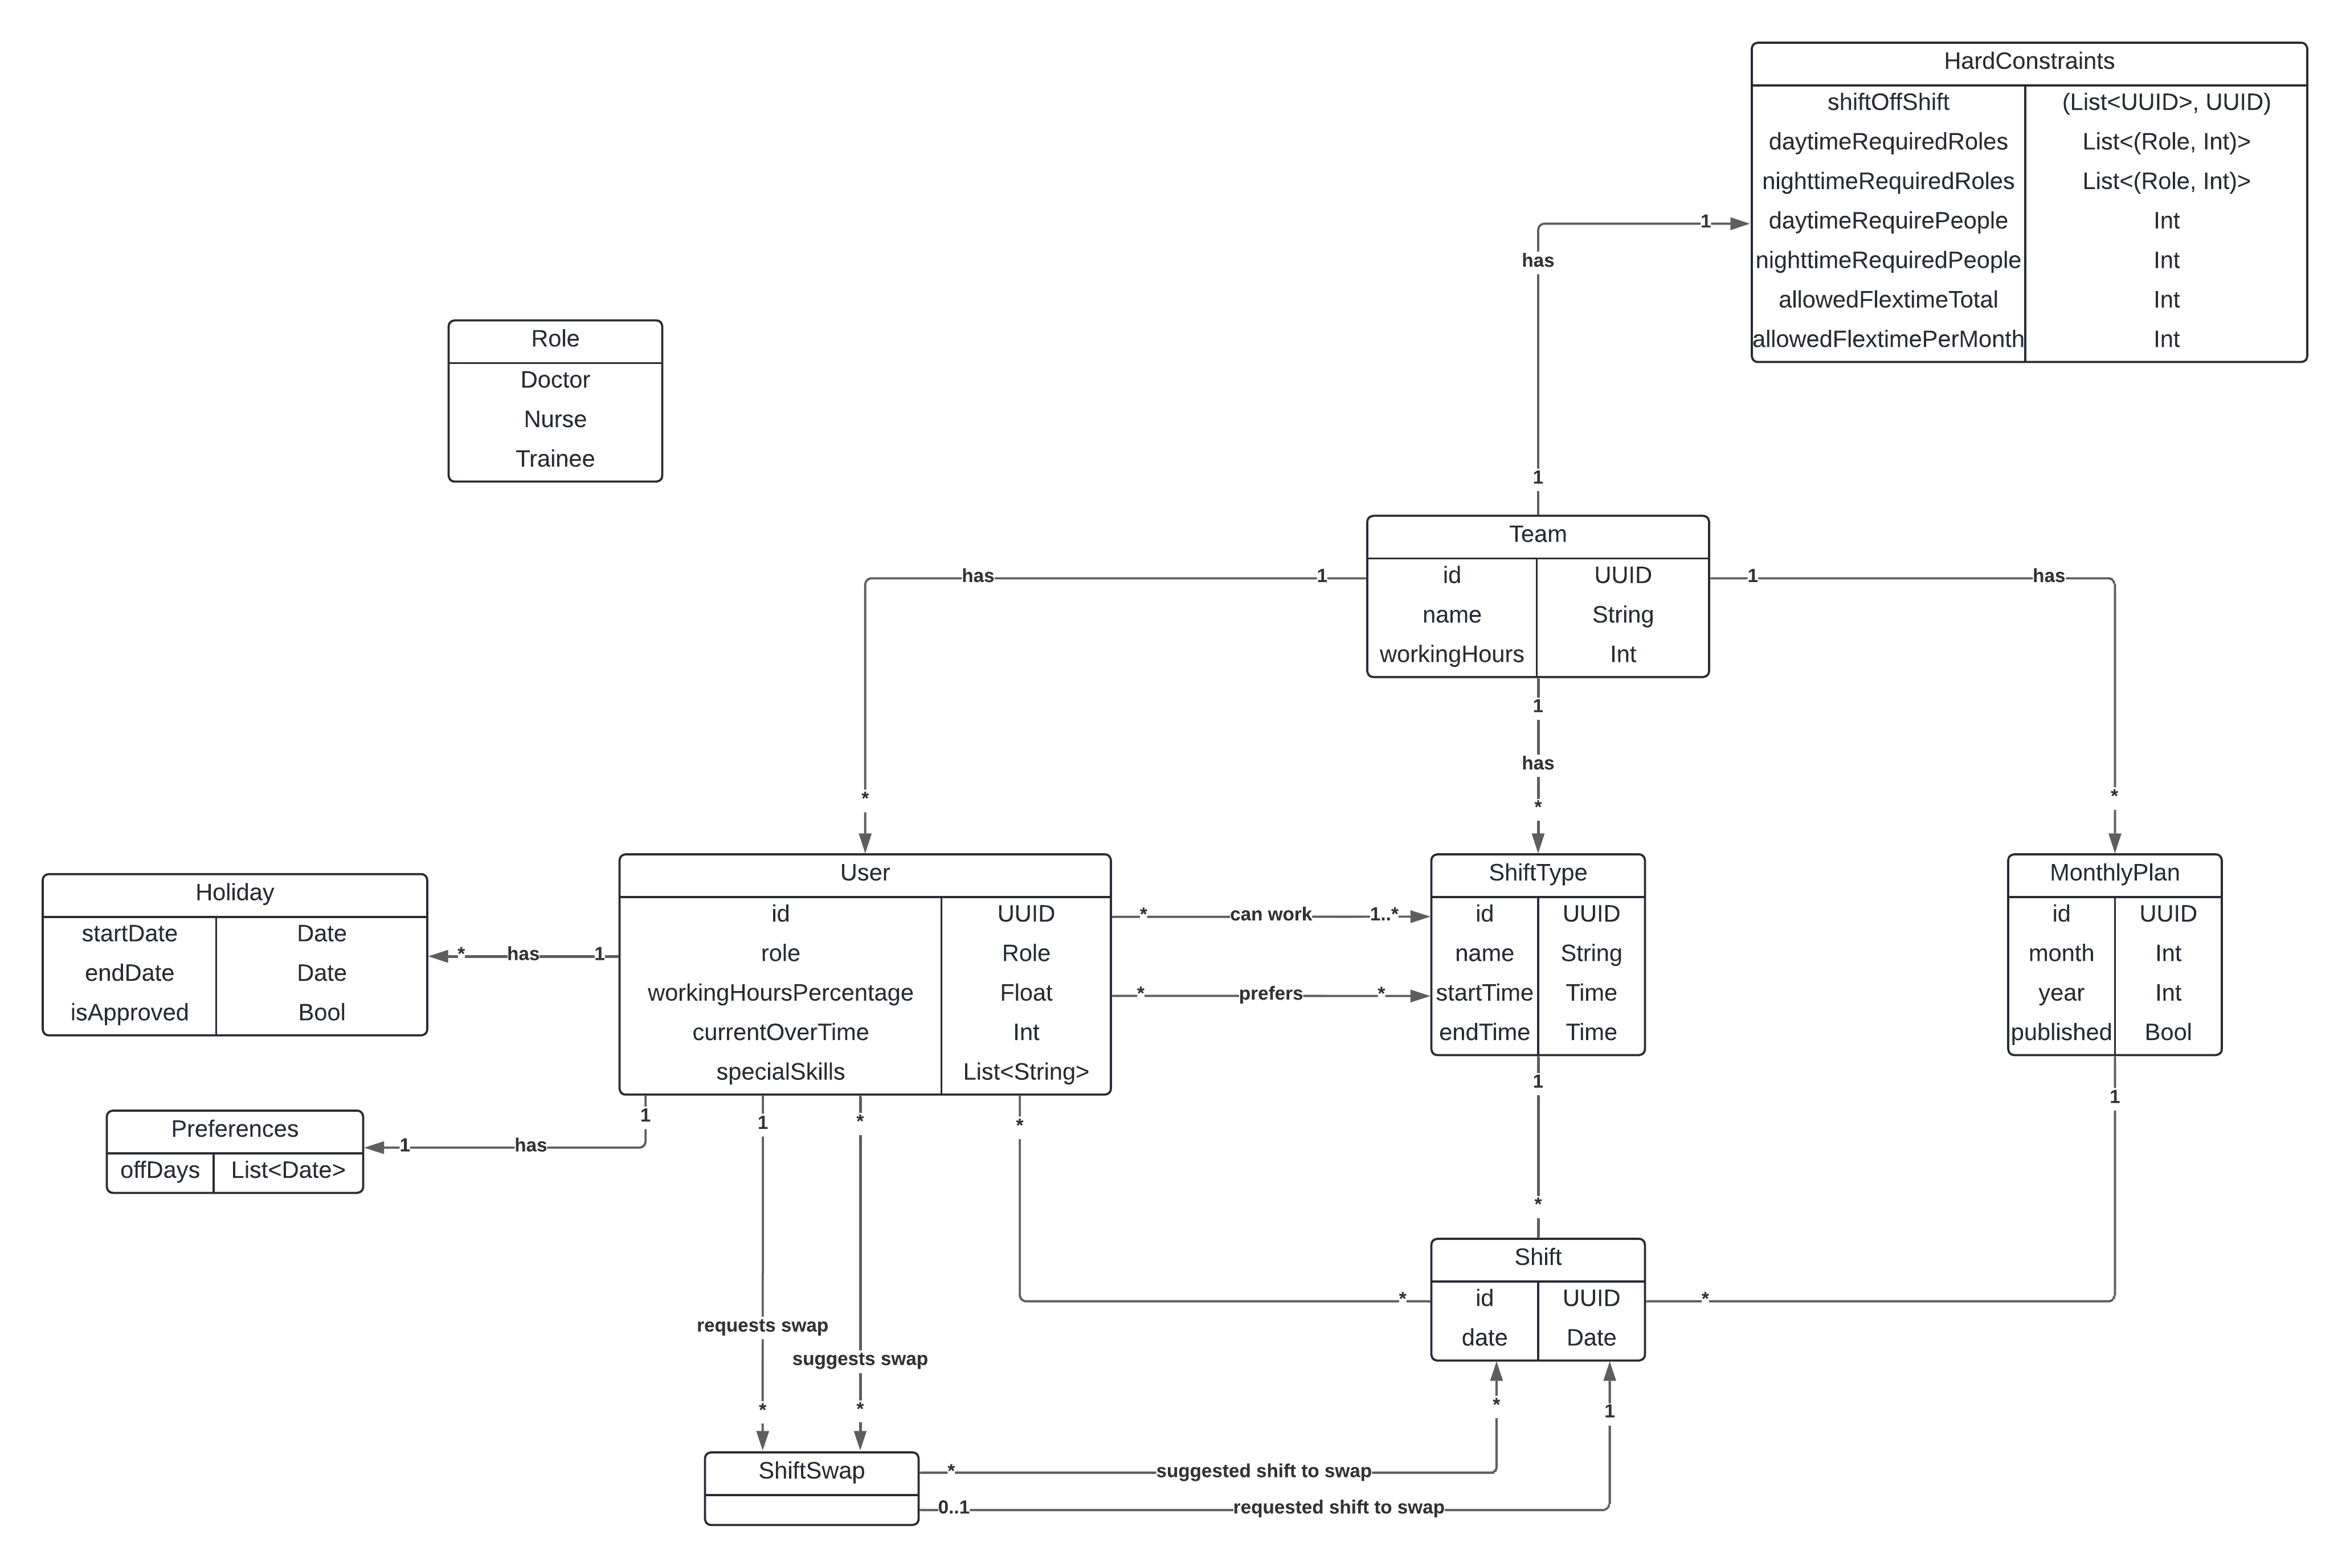 HardConstraints
shiftOffShift (List<UUID>, UUID)
daytimeRequiredRoles List<(Role, Int)>
nighttimeRequiredRoles List<(Role, Int)>
daytimeRequirePeople Int
nighttimeRequiredPeople Int
allowedFlextimeTotal Int
allowedFlextimePerMonth Int
1
has
1
Role
Doctor
Nurse
Trainee
Team
id UUID
name String
workingHours Int
has 1
*
1 has
*
1
has
*
User
id UUID
role Role
workingHoursPercentage Float
currentOverTime Int
specialSkills List<String>
* can work 1..*
* prefers *
ShiftType
id UUID
name String
startTime Time
endTime Time
MonthlyPlan
id UUID
month Int
year Int
published Bool
Holiday
startDate Date
endDate Date
isApproved Bool
* has 1
Preferences
offDays List<Date>
1 has
1
1
requests swap
*
*
suggests swap
*
*
*
1
*
1
*
Shift
id UUID
date Date
*
1
ShiftSwap
* suggested shift to swap
0..1 requested shift to swap